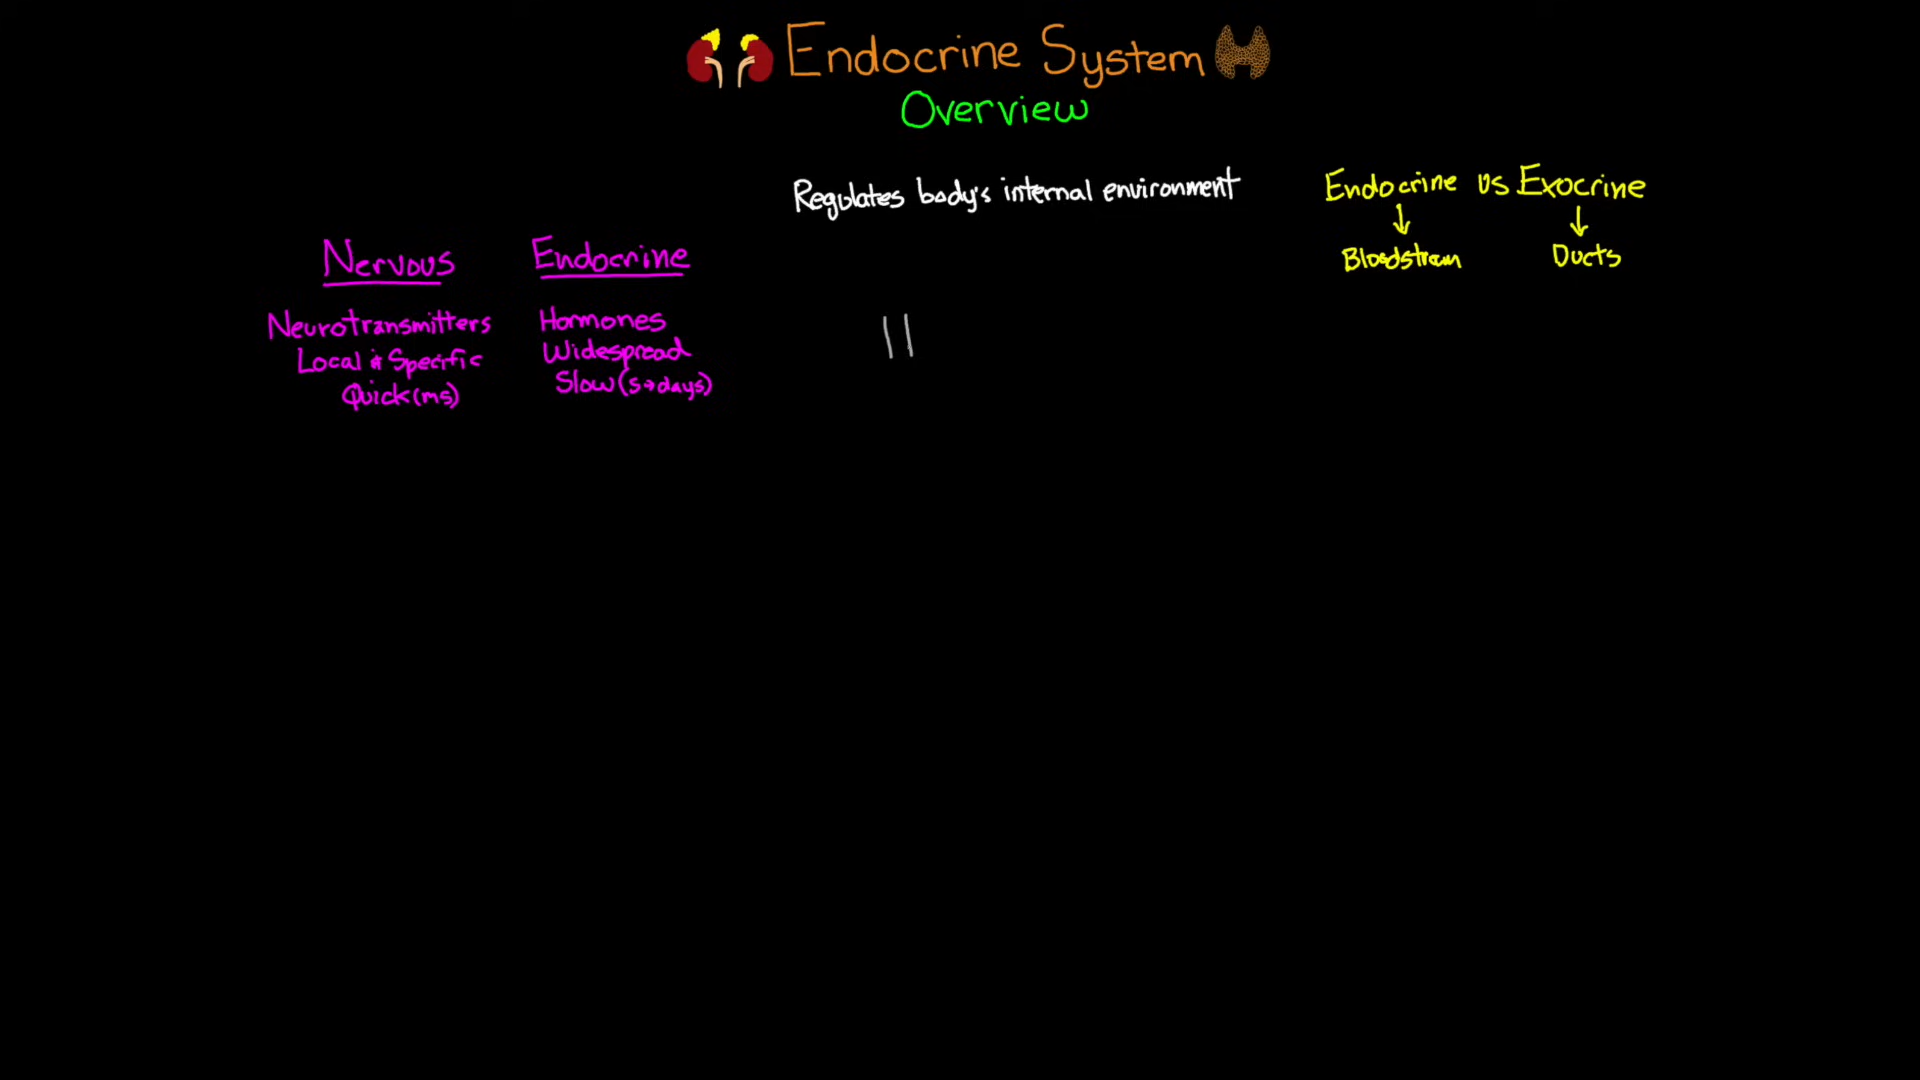 Endocrine System
Overview
Regulates body's internal environment
Endocrine vs Exocrine
↓ ↓
Bloodstream Ducts
Nervous
Neurotransmitters
Local & Specific
Quick (ms)
Endocrine
Hormones
Widespread
Slow (s→days)